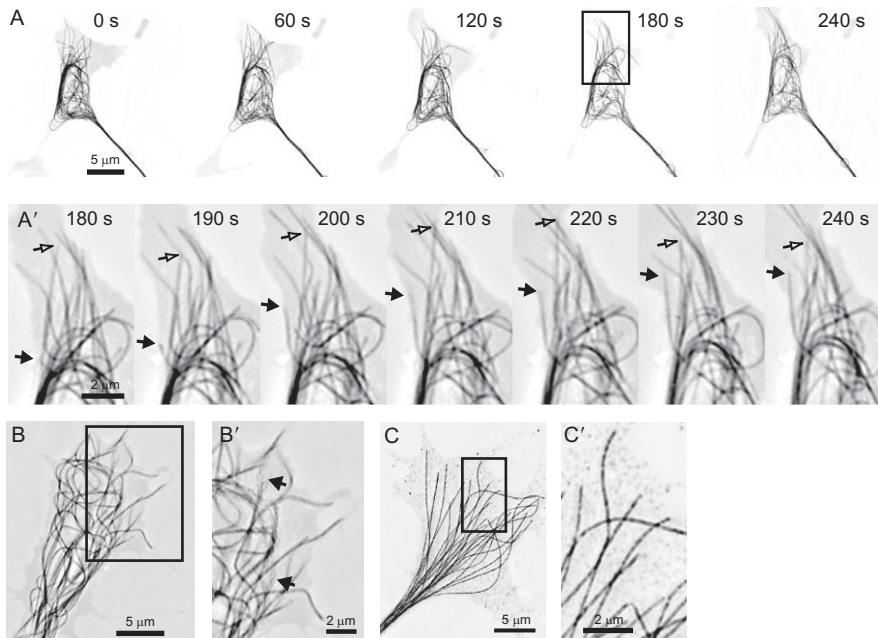 A 0 s 60 s 120 s 180 s 240 s
5 µm
A′ 180 s 190 s 200 s 210 s 220 s 230 s 240 s
2 µm
B B′ C C′
5 µm 2 µm 5 µm 2 µm